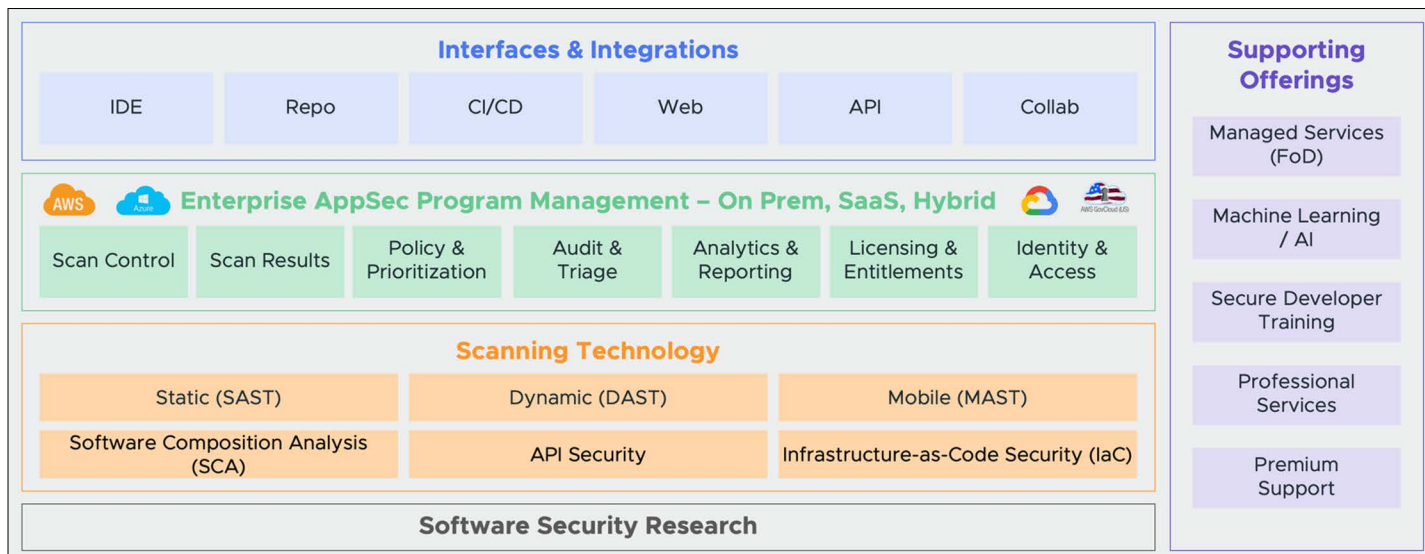 Interfaces & Integrations
IDE
Repo
CI/CD
Web
API
Collab
AWS
Azure
Enterprise AppSec Program Management – On Prem, SaaS, Hybrid
AWS GovCloud (US)
Scan Control
Scan Results
Policy &
Prioritization
Audit &
Triage
Analytics &
Reporting
Licensing &
Entitlements
Identity &
Access
Scanning Technology
Static (SAST)
Dynamic (DAST)
Mobile (MAST)
Software Composition Analysis
(SCA)
API Security
Infrastructure-as-Code Security (IaC)
Software Security Research
Supporting
Offerings
Managed Services
(FoD)
Machine Learning
/ AI
Secure Developer
Training
Professional
Services
Premium
Support